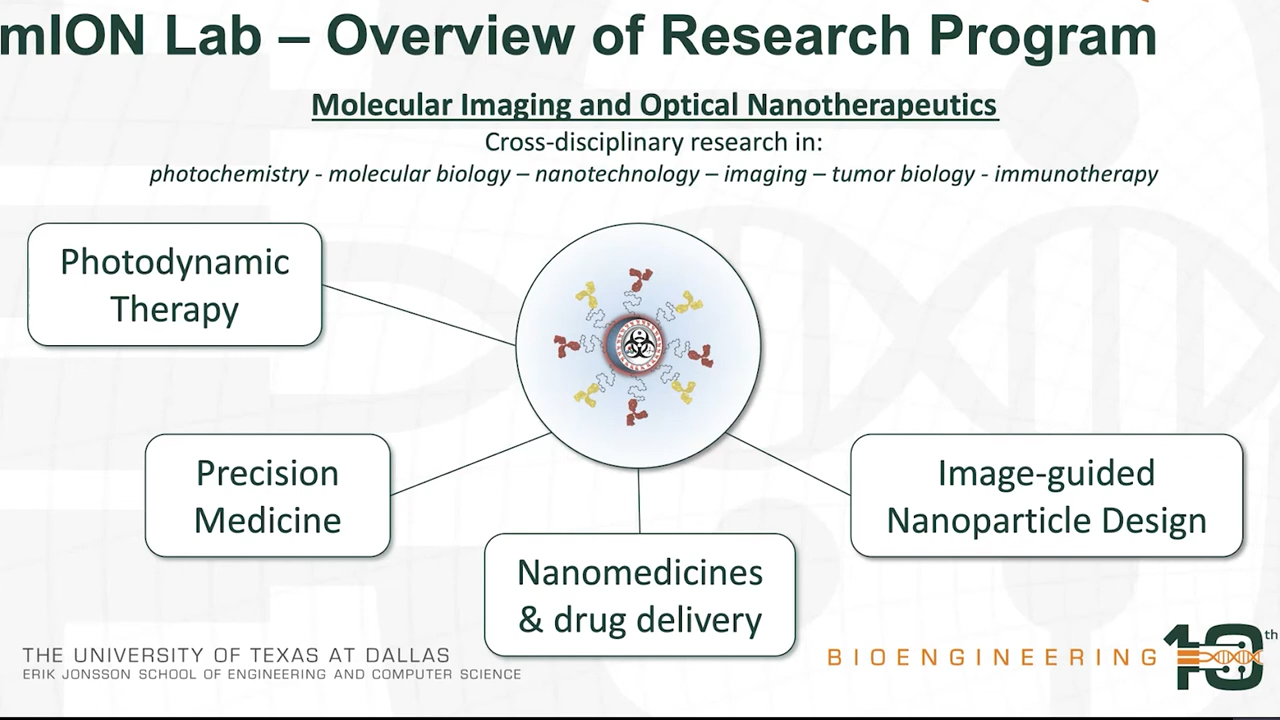 mION Lab – Overview of Research Program
Molecular Imaging and Optical Nanotherapeutics
Cross-disciplinary research in:
photochemistry - molecular biology – nanotechnology – imaging – tumor biology - immunotherapy
Photodynamic
Therapy
Precision
Medicine
Nanomedicines
& drug delivery
Image-guided
Nanoparticle Design
THE UNIVERSITY OF TEXAS AT DALLAS
ERIK JONSSON SCHOOL OF ENGINEERING AND COMPUTER SCIENCE
BIOENGINEERING 10th